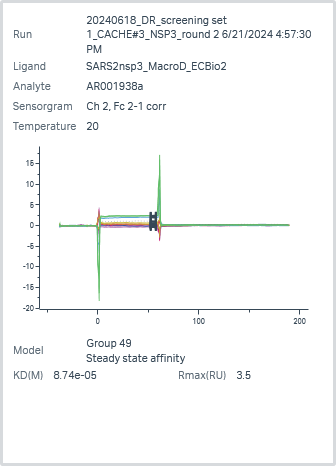 Run 20240618_DR_screening set
1_CACHE#3_NSP3_round 2 6/21/2024 4:57:30
PM
Ligand SARS2nsp3_MacroD_ECBio2
Analyte AR001938a
Sensorgram Ch 2, Fc 2-1 corr
Temperature 20
15
10
5
0
-5
-10
-15
-20
0 100 200
Model Group 49
Steady state affinity
KD(M) 8.74e-05 Rmax(RU) 3.5